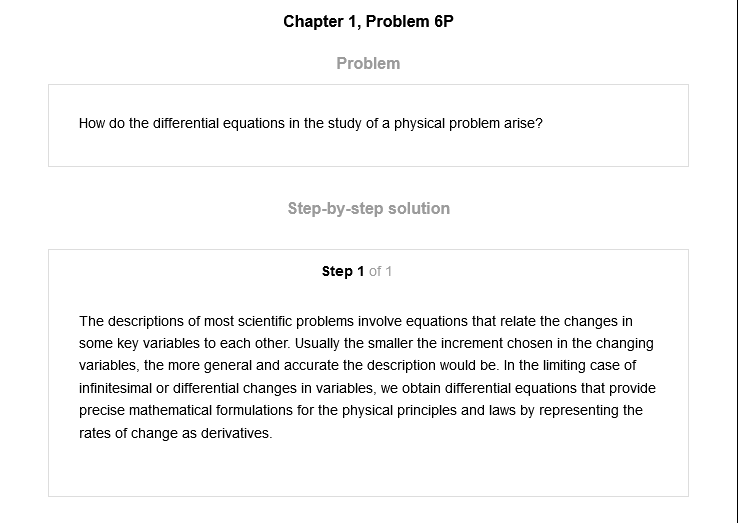 Chapter 1, Problem 6P
Problem
How do the differential equations in the study of a physical problem arise?
Step-by-step solution
Step 1 of 1
The descriptions of most scientific problems involve equations that relate the changes in
some key variables to each other. Usually the smaller the increment chosen in the changing
variables, the more general and accurate the description would be. In the limiting case of
infinitesimal or differential changes in variables, we obtain differential equations that provide
precise mathematical formulations for the physical principles and laws by representing the
rates of change as derivatives.